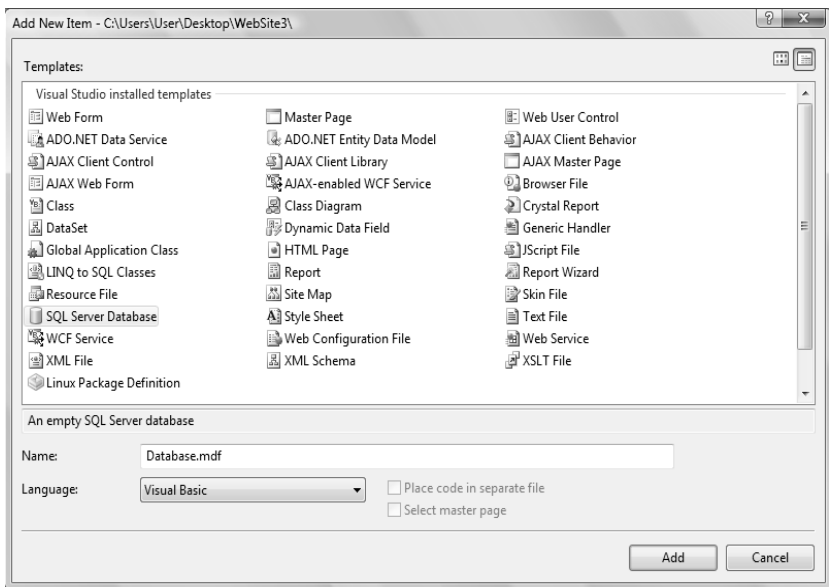 Add New Item - C:\Users\User\Desktop\WebSite3\
?
X
Templates:
Visual Studio installed templates
Web Form Master Page Web User Control
ADO.NET Data Service ADO.NET Entity Data Model AJAX Client Behavior
AJAX Client Control AJAX Client Library AJAX Master Page
AJAX Web Form AJAX-enabled WCF Service Browser File
Class Class Diagram Crystal Report
DataSet Dynamic Data Field Generic Handler
Global Application Class HTML Page JScript File
LINQ to SQL Classes Report Report Wizard
Resource File Site Map Skin File
SQL Server Database Style Sheet Text File
WCF Service Web Configuration File Web Service
XML File XML Schema XSLT File
Linux Package Definition
An empty SQL Server database
Name: Database.mdf
Language: Visual Basic Place code in separate file
Select master page
Add Cancel